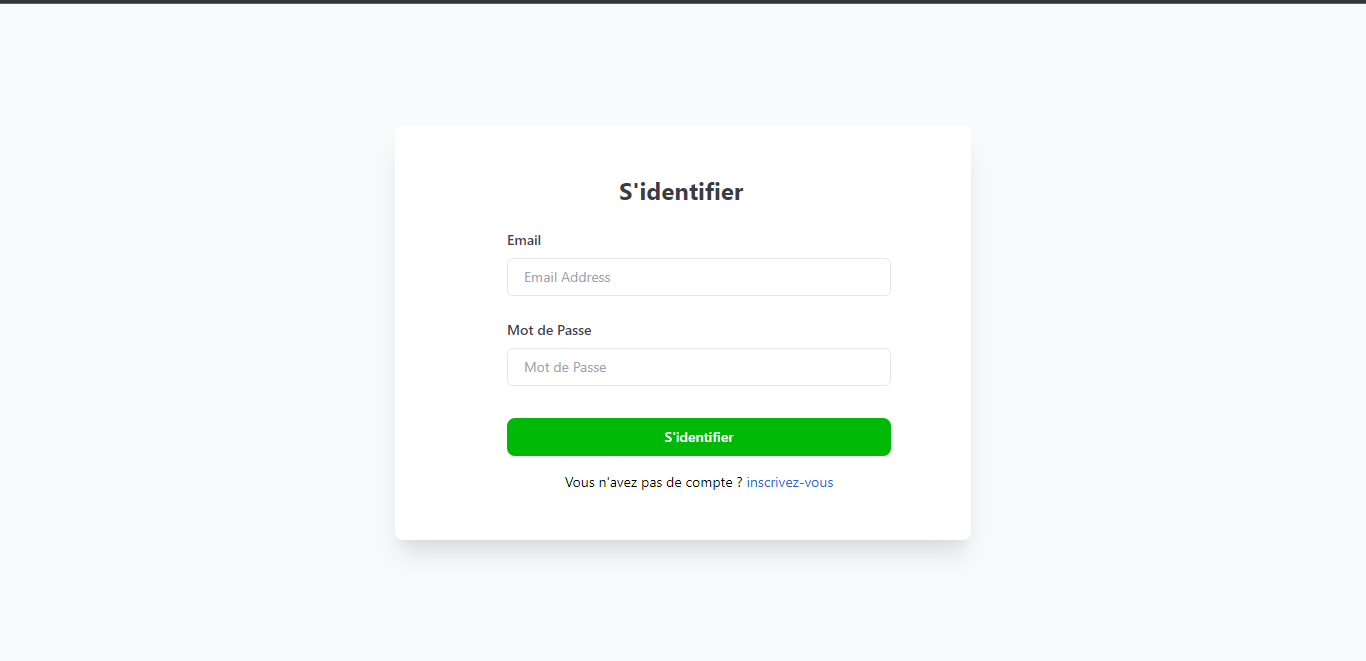 S'identifier
Email
Email Address
Mot de Passe
Mot de Passe
S'identifier
Vous n'avez pas de compte ? inscrivez-vous